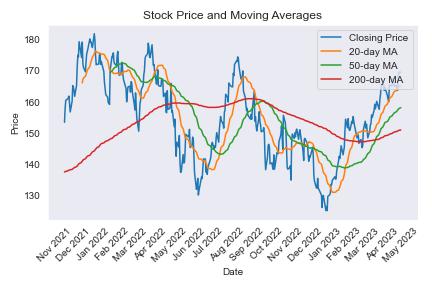 Stock Price and Moving Averages
Closing Price
20-day MA
50-day MA
200-day MA
Price
180
170
160
150
140
130
Nov 2021
Dec 2021
Jan 2022
Feb 2022
Mar 2022
Apr 2022
May 2022
Jun 2022
Jul 2022
Aug 2022
Sep 2022
Oct 2022
Nov 2022
Dec 2022
Jan 2023
Feb 2023
Mar 2023
Apr 2023
May 2023
Date